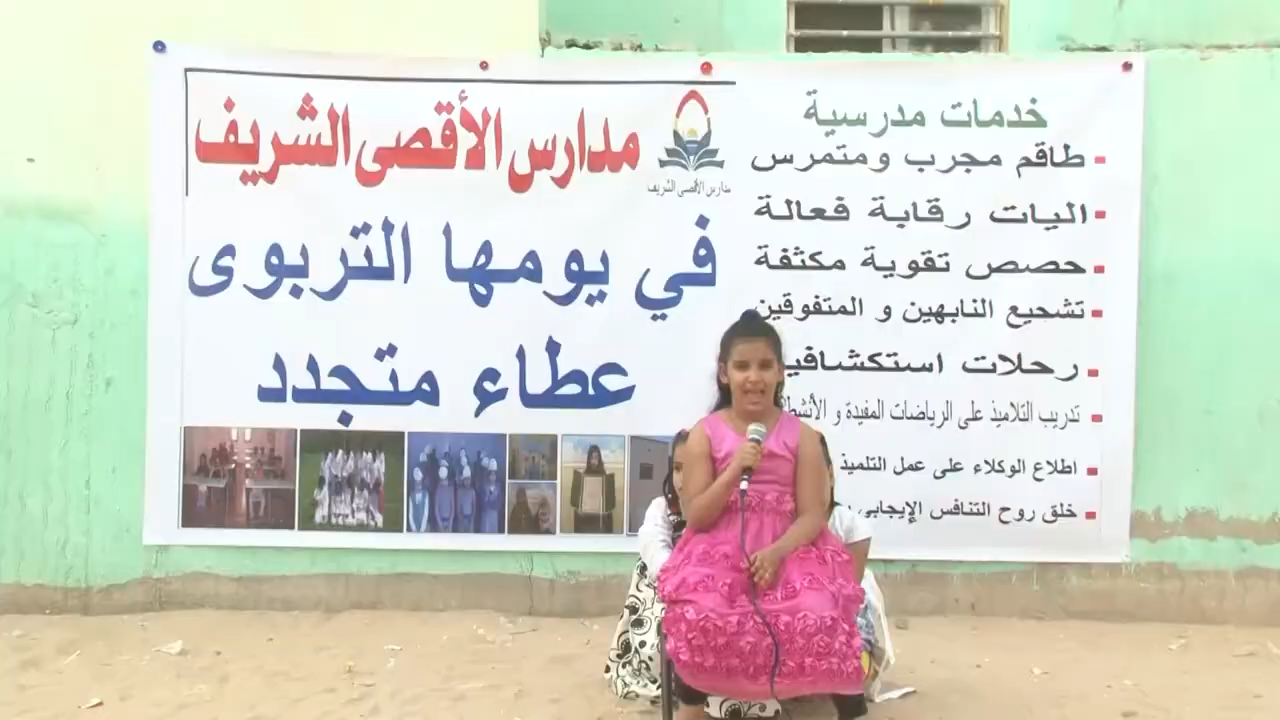 مدارس الأقصى الشريف
مدارس الأقصى الشريف
في يومها التربوى
عطاء متجدد
خدمات مدرسية
طاقم مجرب ومتمرس
اليات رقابة فعالة
حصص تقوية مكثفة
تشجيع النابهين و المتفوقين
رحلات
تدريب التلاميذ على الرياضات المفيدة و
اطلاع الوكلاء على عمل التلميذ
خلق روح التنافس الإيجابي